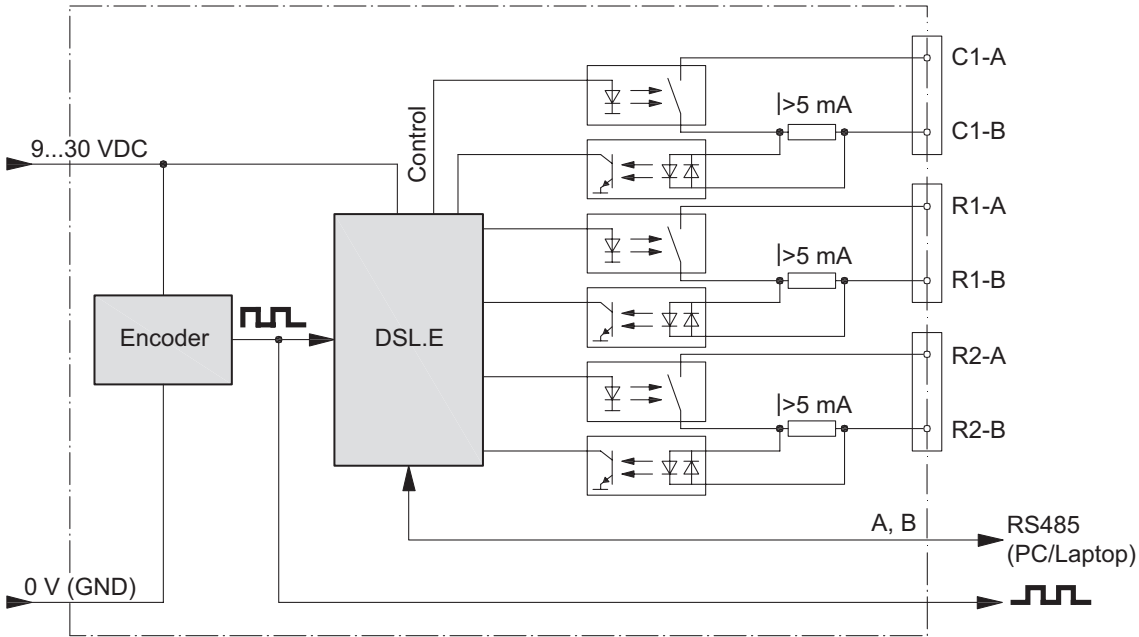 C1-A
|>5 mA
C1-B
Control
9...30 VDC
R1-A
|>5 mA
R1-B
Encoder
DSL.E
R2-A
|>5 mA
R2-B
A, B
RS485
(PC/Laptop)
0 V (GND)